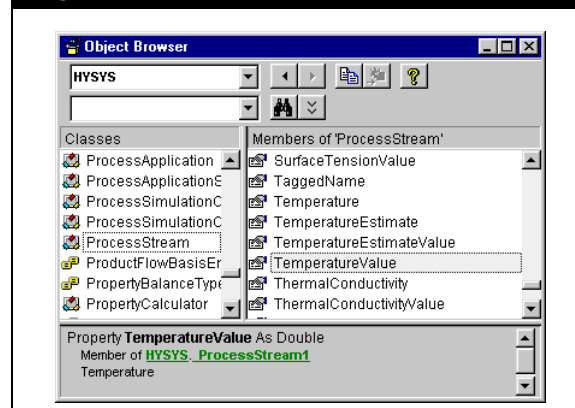 Object Browser
HYSYS
Classes
Members of 'ProcessStream'
ProcessApplication
SurfaceTensionValue
ProcessApplicationS
TaggedName
ProcessSimulationC
Temperature
ProcessSimulationC
TemperatureEstimate
ProcessStream
TemperatureEstimateValue
ProductFlowBasisEr
TemperatureValue
PropertyBalanceType
ThermalConductivity
PropertyCalculator
ThermalConductivityValue
Property TemperatureValue As Double
Member of HYSYS._ProcessStream1
Temperature